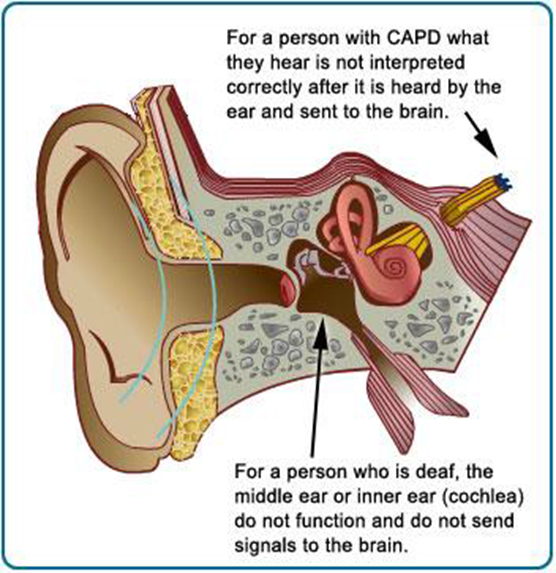 For a person with CAPD what
they hear is not interpreted
correctly after it is heard by the
ear and sent to the brain.
For a person who is deaf, the
middle ear or inner ear (cochlea)
do not function and do not send
signals to the brain.